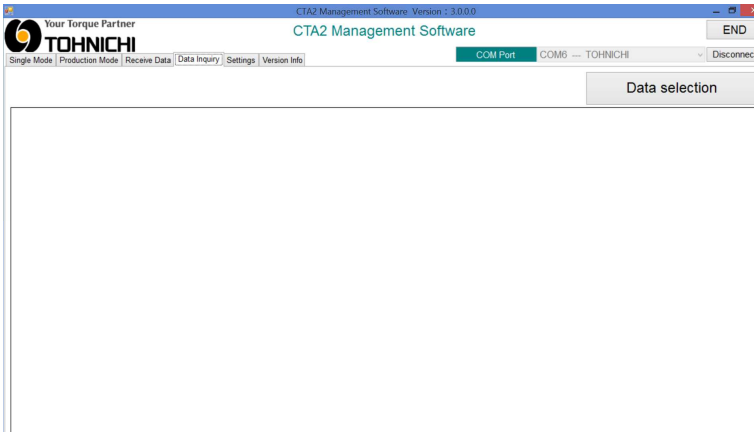 CTA2 Management Software Version : 3.0.0.0
Your Torque Partner
TOHNICHI
CTA2 Management Software
END
COM Port
COM6 --- TOHNICHI
Disconnec
Single Mode
Production Mode
Receive Data
Data Inquiry
Settings
Version Info
Data selection